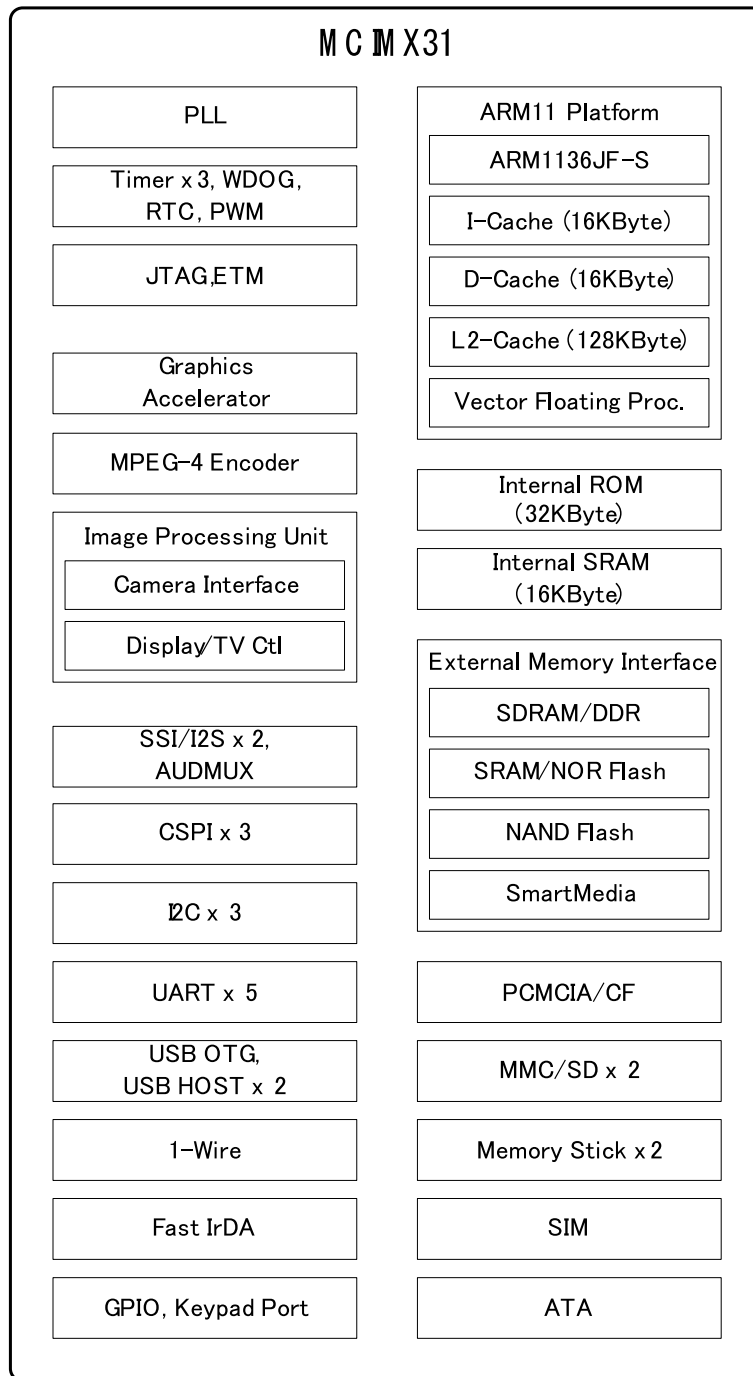 MCIMX31
PLL
Timer x 3, WDOG,
RTC, PWM
JTAG,ETM
Graphics
Accelerator
MPEG-4 Encoder
Image Processing Unit
Camera Interface
Display/TV Ctl
SSI/I2S x 2,
AUDMUX
CSPI x 3
I2C x 3
UART x 5
USB OTG,
USB HOST x 2
1-Wire
Fast IrDA
GPIO, Keypad Port
ARM11 Platform
ARM1136JF-S
I-Cache (16KByte)
D-Cache (16KByte)
L2-Cache (128KByte)
Vector Floating Proc.
Internal ROM
(32KByte)
Internal SRAM
(16KByte)
External Memory Interface
SDRAM/DDR
SRAM/NOR Flash
NAND Flash
SmartMedia
PCMCIA/CF
MMC/SD x 2
Memory Stick x 2
SIM
ATA